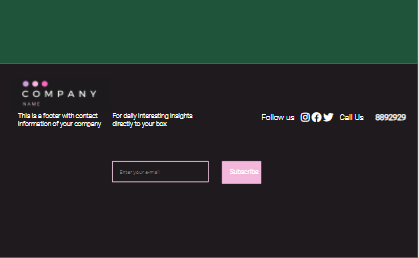 COMPANY
NAME
This is a footer with contact
information of your company
For daily interesting insights
directly to your box
Follow us:
Call Us:
8892929
Enter your e-mail
Subscribe